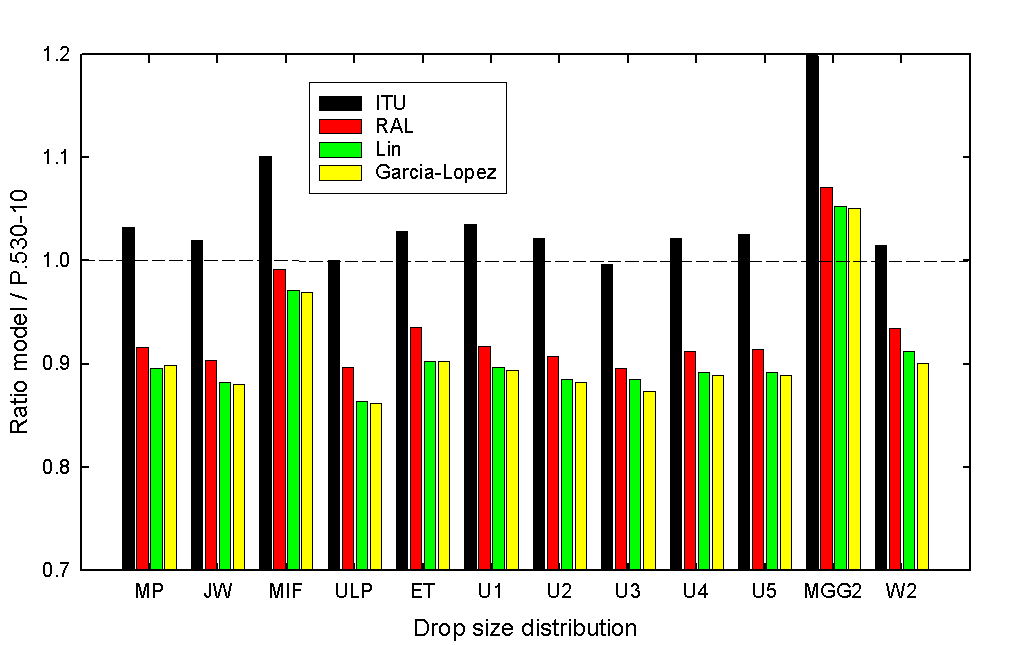 1.2
1.1
1.0
0.9
0.8
0.7
Ratio model / P.530-10
ITU
RAL
Lin
Garcia-Lopez
MP JW MIF ULP ET U1 U2 U3 U4 U5 MGG2 W2
Drop size distribution